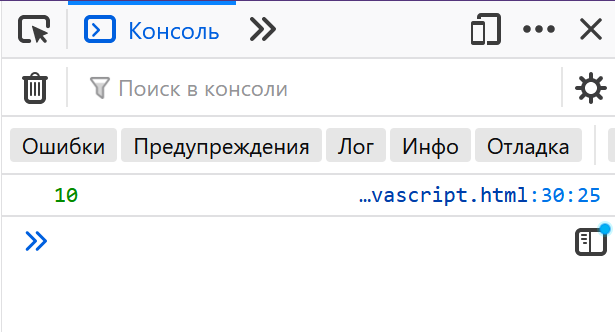 Консоль
Поиск в консоли
Ошибки Предупреждения Лог Инфо Отладка
10 …vascript.html:30:25